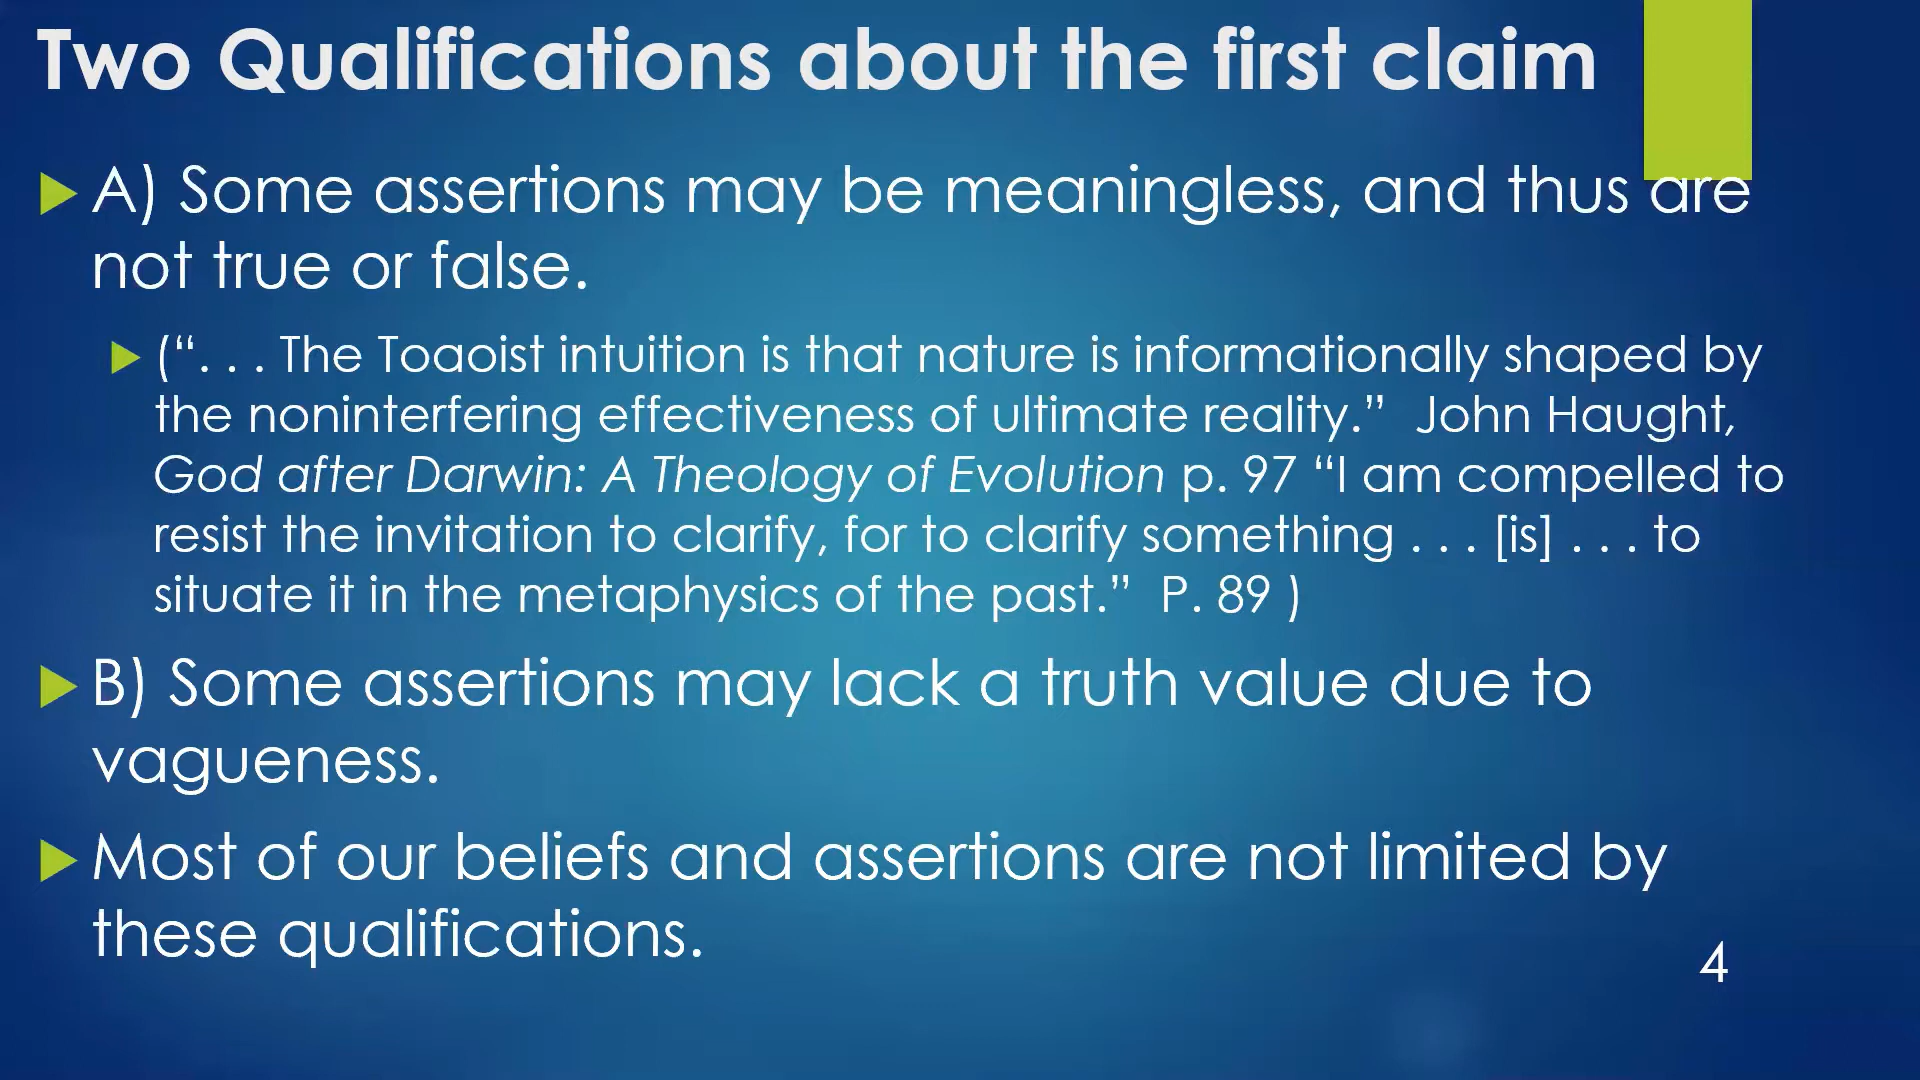 Two Qualifications about the first claim
A) Some assertions may be meaningless, and thus are
not true or false.
(“. . . The Toaoist intuition is that nature is informationally shaped by
the noninterfering effectiveness of ultimate reality.” John Haught,
God after Darwin: A Theology of Evolution p. 97 “I am compelled to
resist the invitation to clarify, for to clarify something . . . [is] . . . to
situate it in the metaphysics of the past.” P. 89 )
B) Some assertions may lack a truth value due to
vagueness.
Most of our beliefs and assertions are not limited by
these qualifications.
4